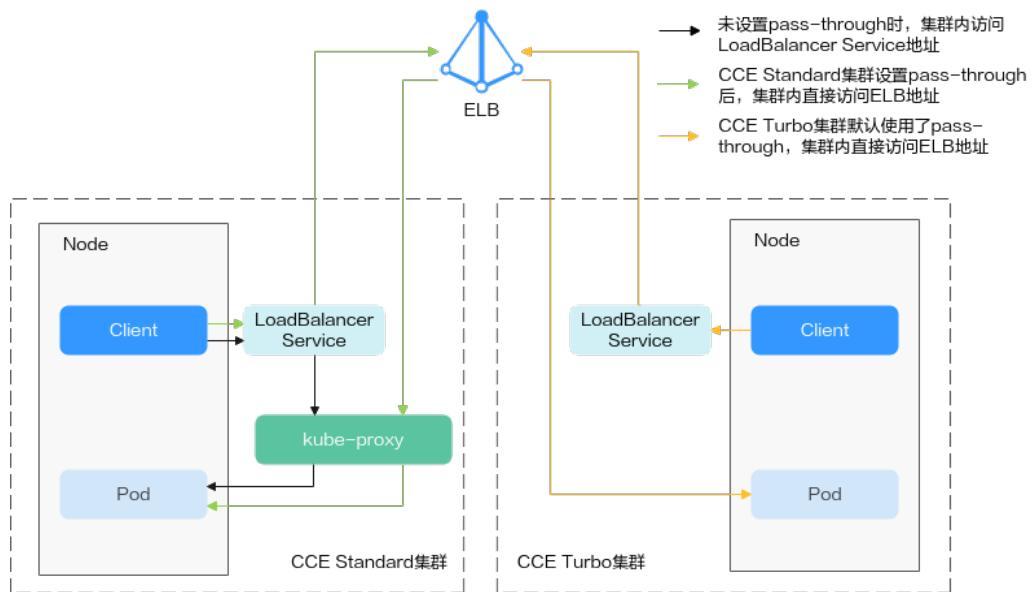 未设置pass-through时，集群内访问
LoadBalancer Service地址
CCE Standard集群设置pass-through
后，集群内直接访问ELB地址
CCE Turbo集群默认使用了pass-
through，集群内直接访问ELB地址
ELB
Node
Client
LoadBalancer
Service
kube-proxy
Pod
CCE Standard集群
Node
LoadBalancer
Service
Client
Pod
CCE Turbo集群